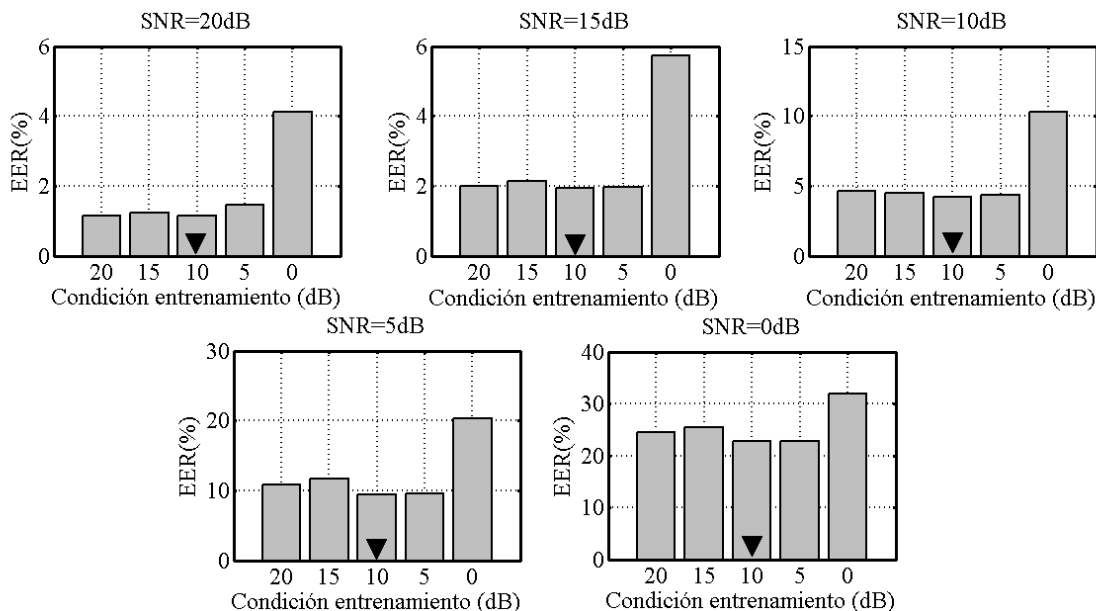 SNR=20dB
EER(%)
6
4
2
0
20 15 10 5 0
Condición entrenamiento (dB)
SNR=15dB
EER(%)
6
4
2
0
20 15 10 5 0
Condición entrenamiento (dB)
SNR=10dB
EER(%)
15
10
5
0
20 15 10 5 0
Condición entrenamiento (dB)
SNR=5dB
EER(%)
30
20
10
0
20 15 10 5 0
Condición entrenamiento (dB)
SNR=0dB
EER(%)
40
30
20
10
0
20 15 10 5 0
Condición entrenamiento (dB)